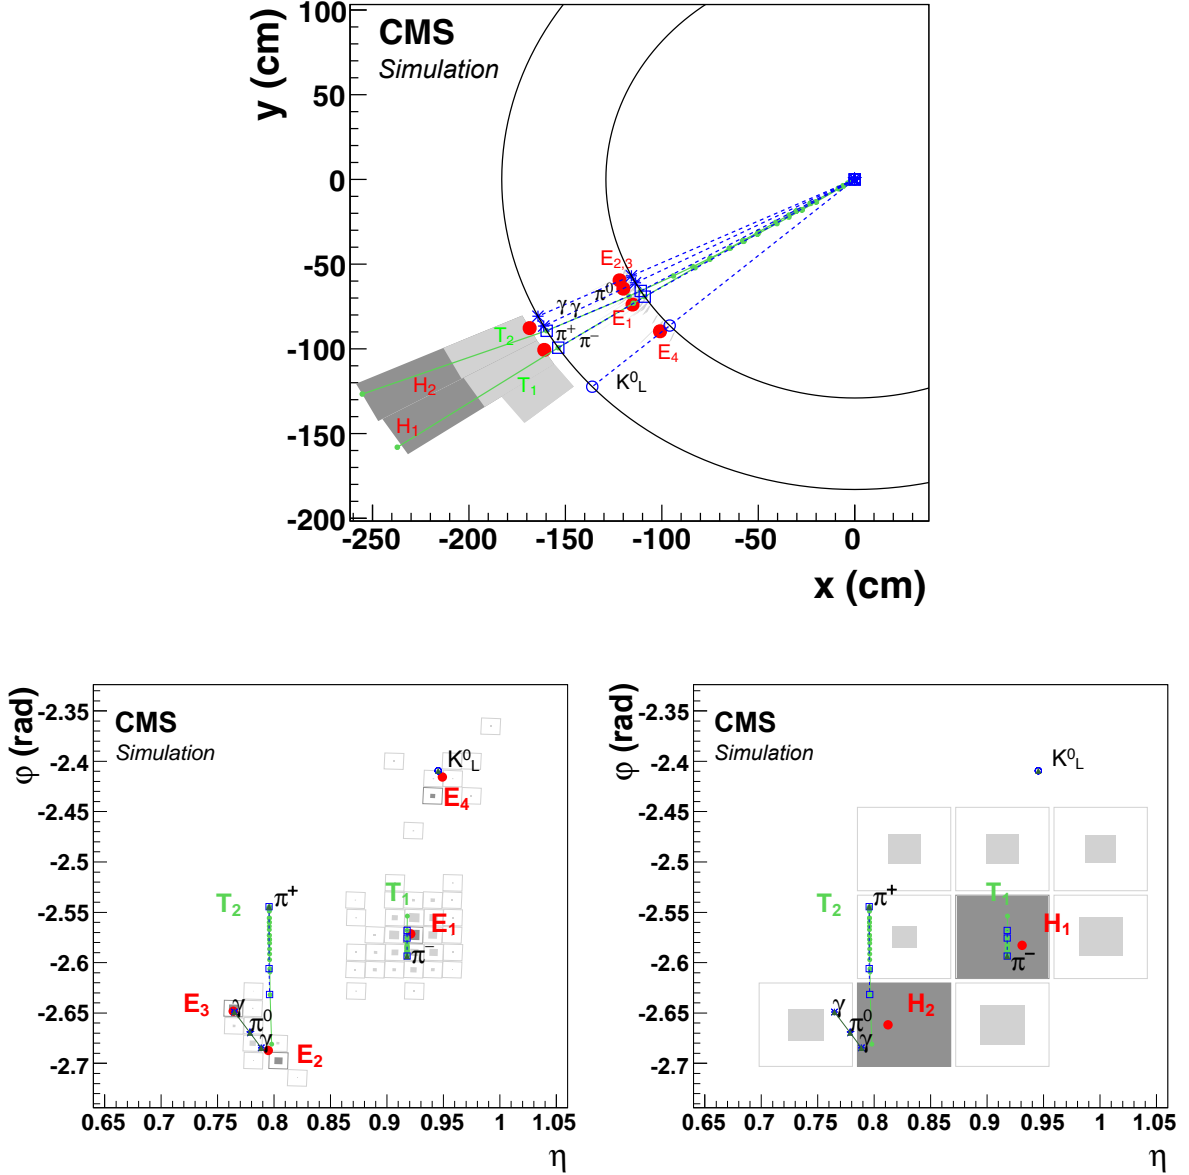 CMS
Simulation
y (cm)
100
50
0
-50
-100
-150
-200
-250
-200
-150
-100
-50
0
x (cm)
E2,3
γ γ π0
E1
T2
π+ π−
E4
K0L
H2
T1
H1
CMS
Simulation
φ (rad)
-2.35
-2.4
-2.45
-2.5
-2.55
-2.6
-2.65
-2.7
0.65
0.7
0.75
0.8
0.85
0.9
0.95
1
1.05
η
K0L
E4
T2
π+
T1
E1
π−
E3
γ
π0
γ
E2
CMS
Simulation
φ (rad)
-2.35
-2.4
-2.45
-2.5
-2.55
-2.6
-2.65
-2.7
0.65
0.7
0.75
0.8
0.85
0.9
0.95
1
1.05
η
K0L
T2
π+
T1
H1
π−
γ
π0
γ
H2